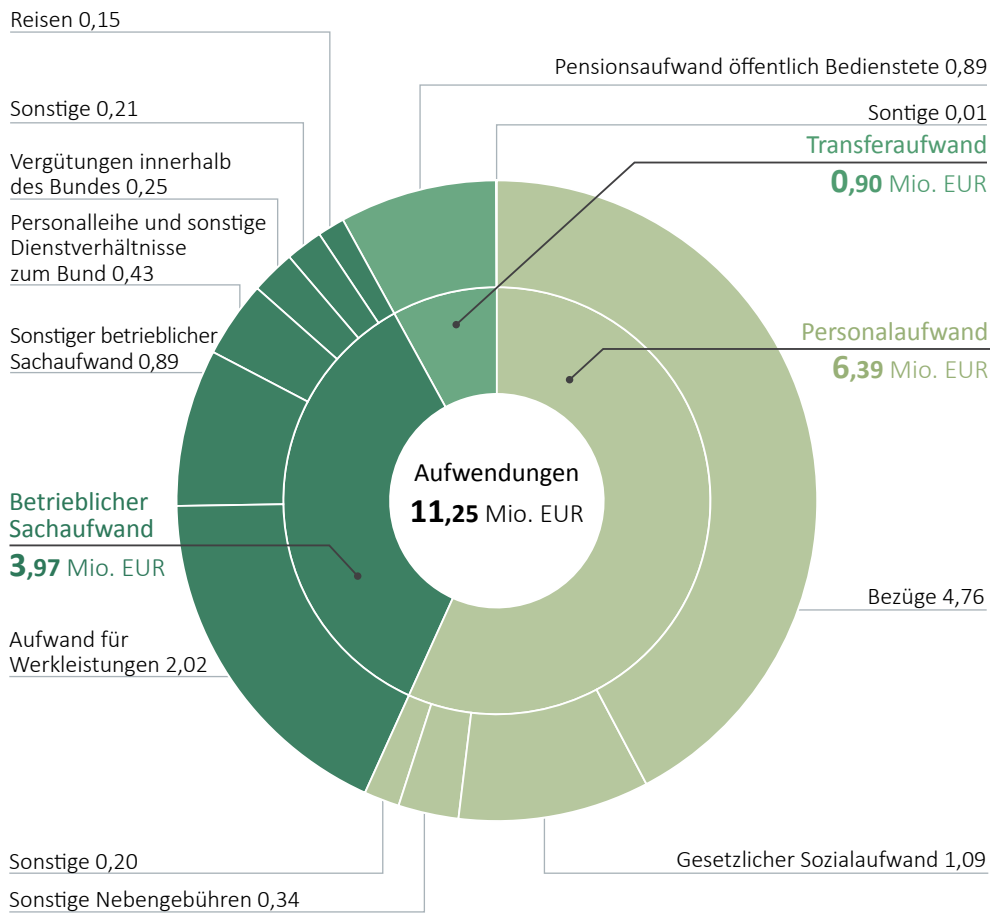 Reisen 0,15
Pensionsaufwand öffentlich Bedienstete 0,89
Sonstige 0,21
Sontige 0,01
Transferaufwand
0,90 Mio. EUR
Vergütungen innerhalb
des Bundes 0,25
Personalleihe und sonstige
Dienstverhältnisse
zum Bund 0,43
Sonstiger betrieblicher
Sachaufwand 0,89
Personalaufwand
6,39 Mio. EUR
Aufwendungen
11,25 Mio. EUR
Betrieblicher
Sachaufwand
3,97 Mio. EUR
Bezüge 4,76
Aufwand für
Werkleistungen 2,02
Sonstige 0,20
Gesetzlicher Sozialaufwand 1,09
Sonstige Nebengebühren 0,34